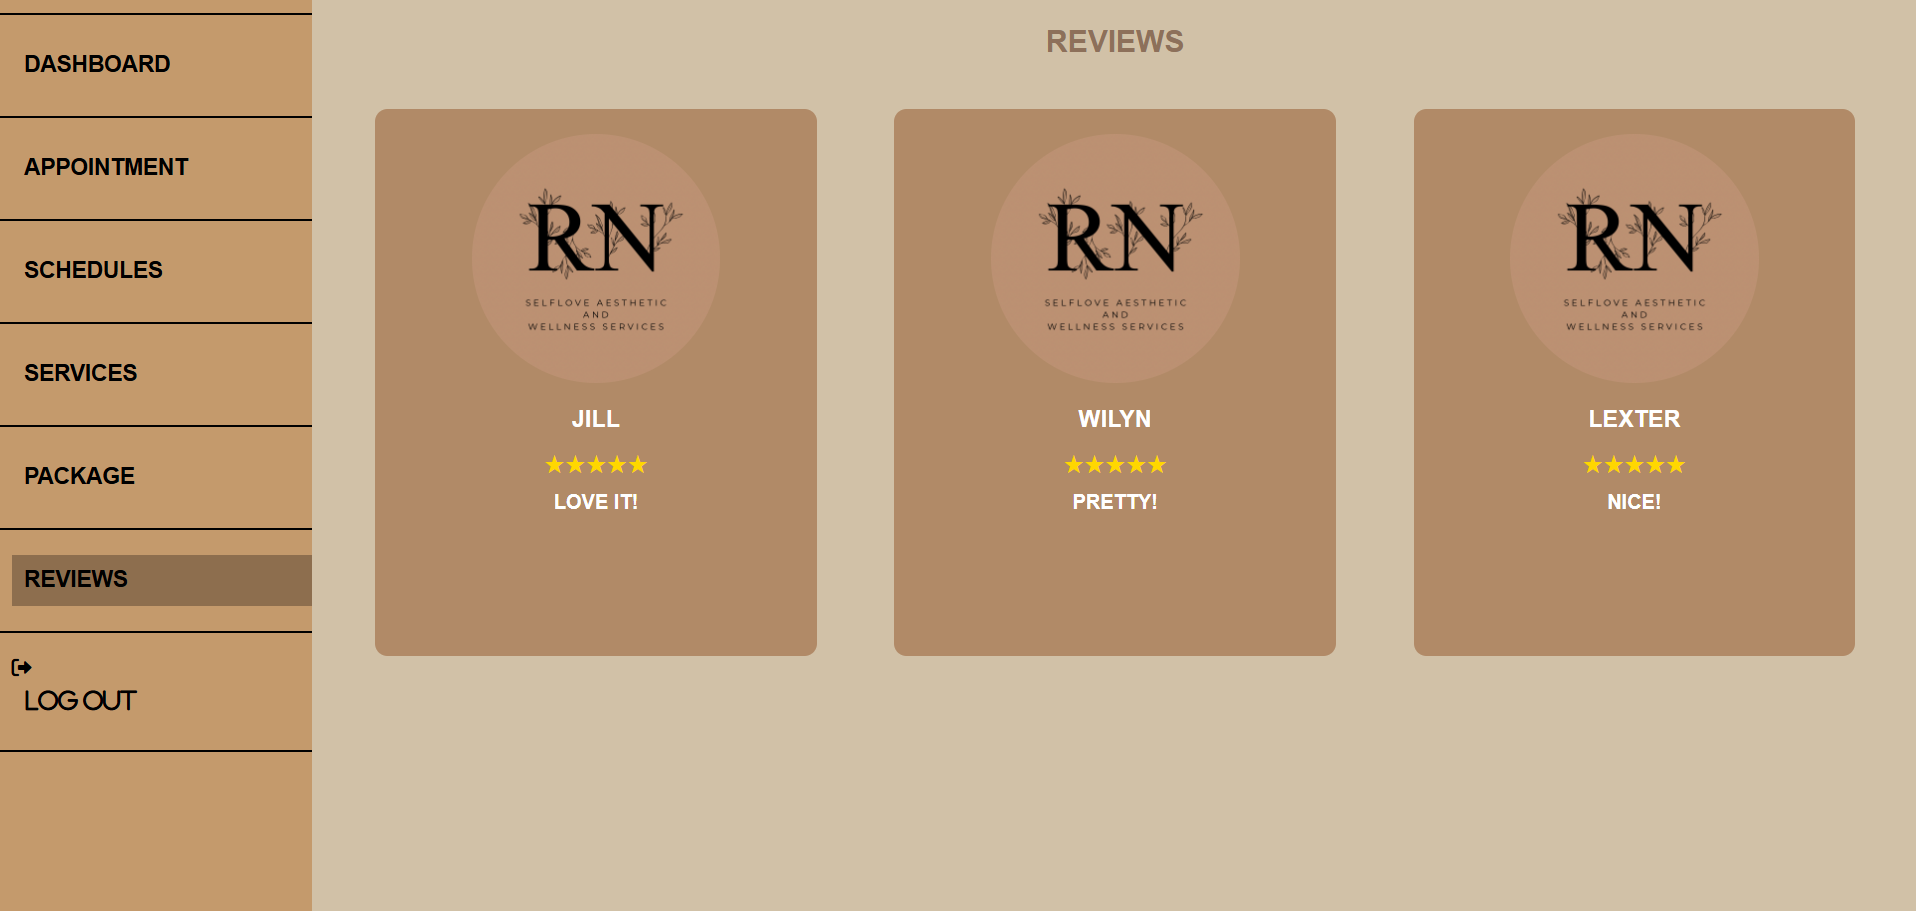 DASHBOARD
APPOINTMENT
SCHEDULES
SERVICES
PACKAGE
REVIEWS
LOG OUT
REVIEWS
RN
SELFLOVE AESTHETIC
AND
WELLNESS SERVICES
JILL
★★★★★
LOVE IT!
RN
SELFLOVE AESTHETIC
AND
WELLNESS SERVICES
WILYN
★★★★★
PRETTY!
RN
SELFLOVE AESTHETIC
AND
WELLNESS SERVICES
LEXTER
★★★★★
NICE!